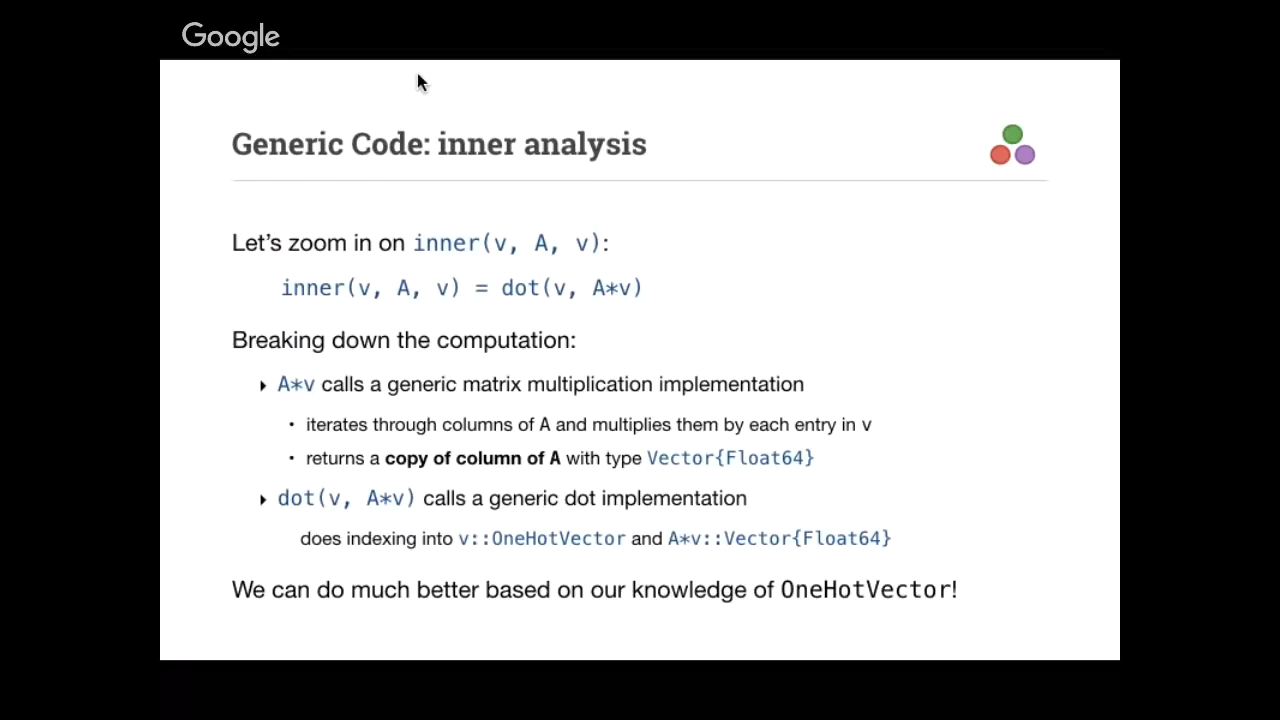 Google
Generic Code: inner analysis
Let’s zoom in on inner(v, A, v):
inner(v, A, v) = dot(v, A*v)
Breaking down the computation:
‣ A*v calls a generic matrix multiplication implementation
• iterates through columns of A and multiplies them by each entry in v
• returns a copy of column of A with type Vector{Float64}
‣ dot(v, A*v) calls a generic dot implementation
does indexing into v::OneHotVector and A*v::Vector{Float64}
We can do much better based on our knowledge of OneHotVector!